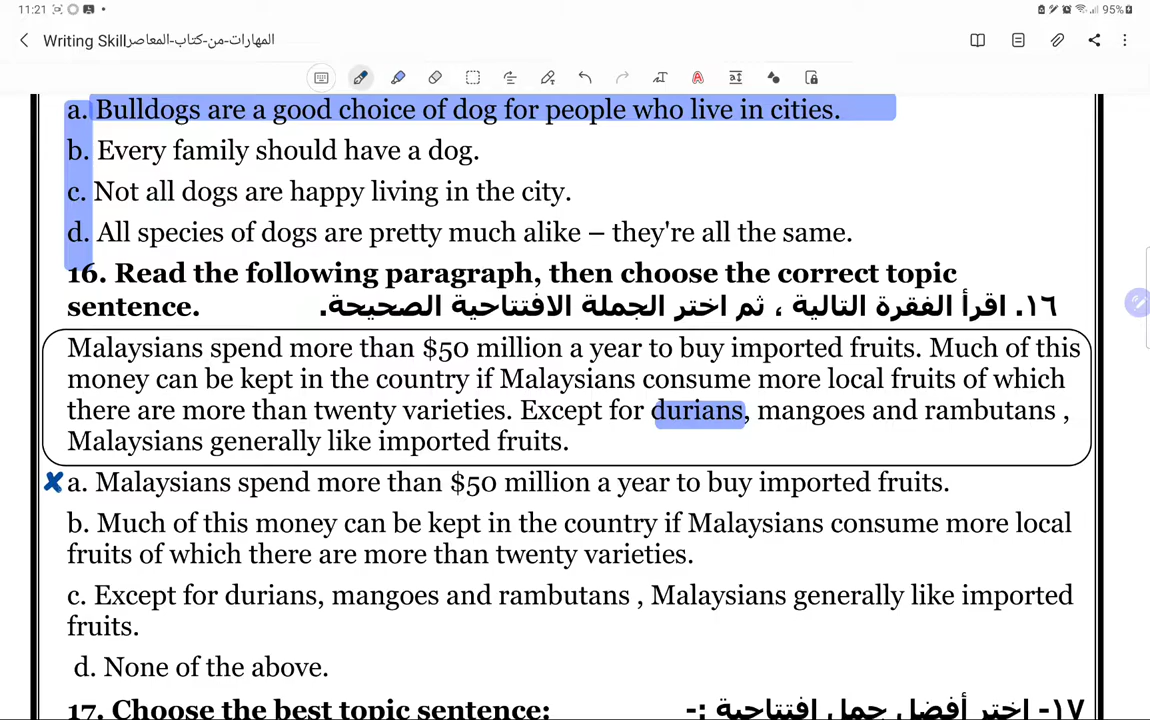 11:21 95%
Writing Skillالمهارات-من-كتاب-المعاصر
a. Bulldogs are a good choice of dog for people who live in cities.
b. Every family should have a dog.
c. Not all dogs are happy living in the city.
d. All species of dogs are pretty much alike – they're all the same.
16. Read the following paragraph, then choose the correct topic
sentence. ١٦. اقرأ الفقرة التالية ، ثم اختر الجملة الافتتاحية الصحيحة.
Malaysians spend more than $50 million a year to buy imported fruits. Much of this
money can be kept in the country if Malaysians consume more local fruits of which
there are more than twenty varieties. Except for durians, mangoes and rambutans ,
Malaysians generally like imported fruits.
a. Malaysians spend more than $50 million a year to buy imported fruits.
b. Much of this money can be kept in the country if Malaysians consume more local
fruits of which there are more than twenty varieties.
c. Except for durians, mangoes and rambutans , Malaysians generally like imported
fruits.
d. None of the above.
17. Choose the best topic sentence: ١٧- اختر أفضل جمل افتتاحية :-